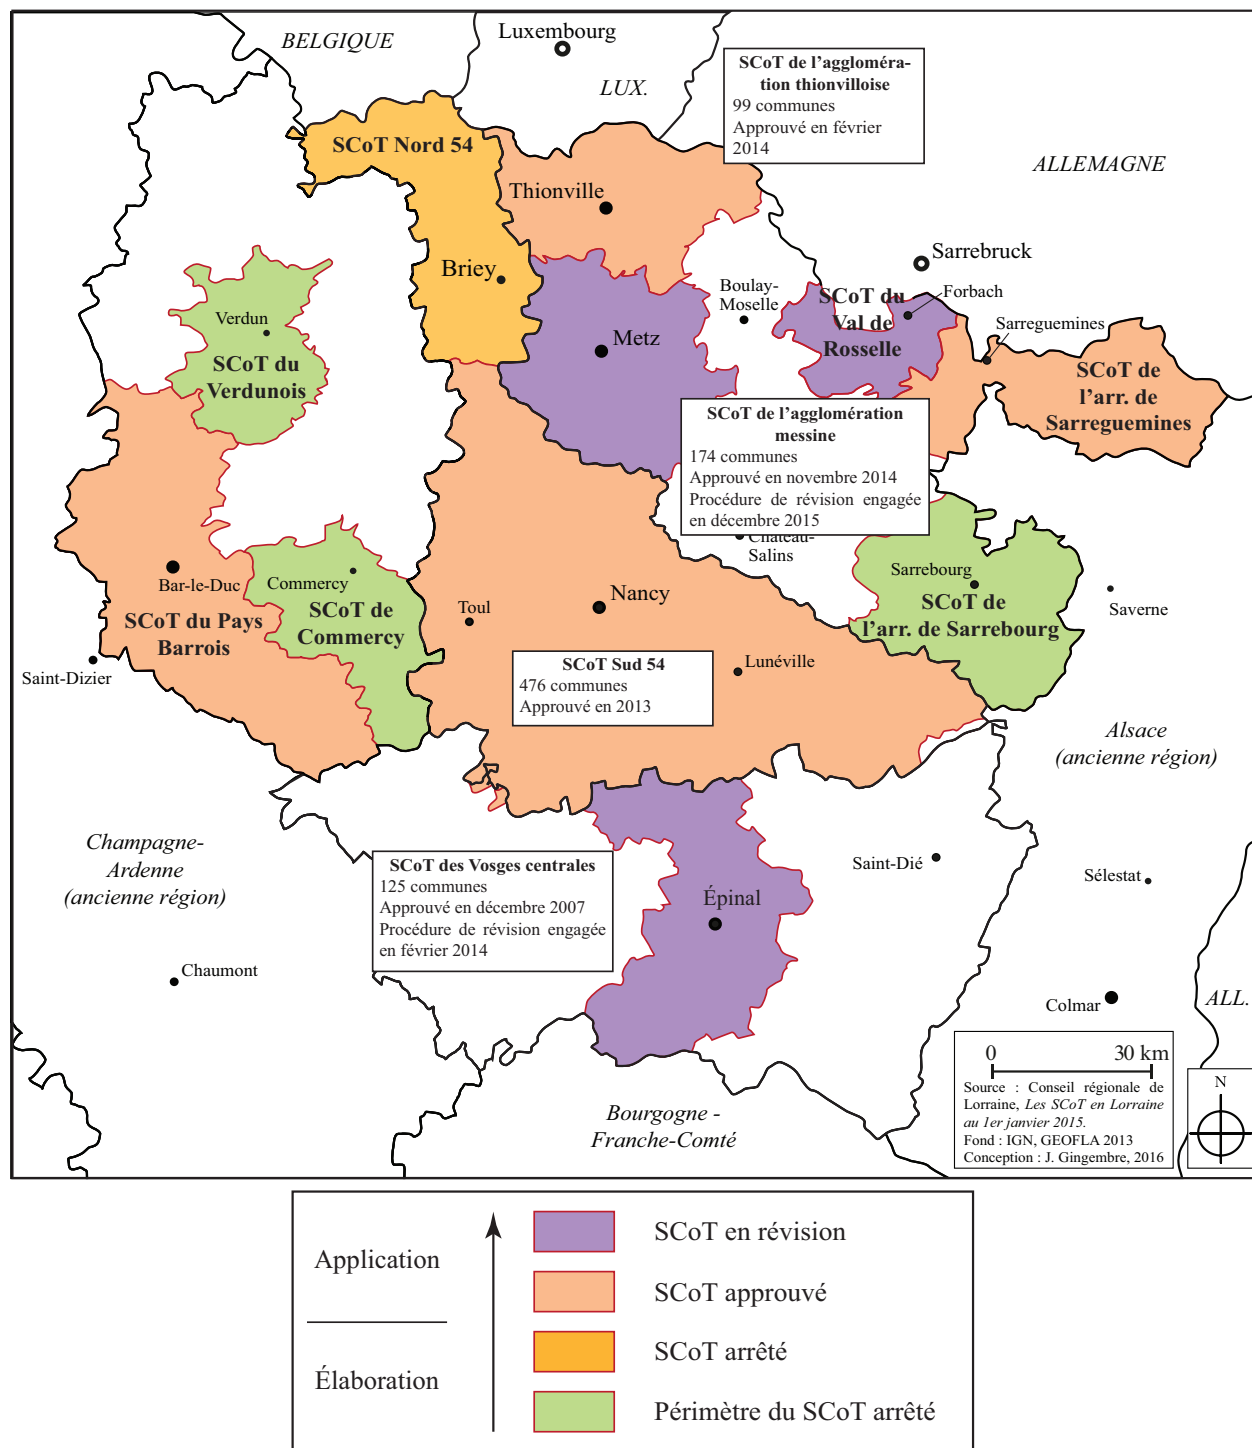 BELGIQUE
Luxembourg
LUX.
SCoT de l'aggloméra-
tion thionvilloise
99 communes
Approuvé en février
2014
ALLEMAGNE
SCoT Nord 54
Thionville
Briey
Sarrebruck
Boulay-
Moselle
SCoT du
Val de
Rosselle
Forbach
Sarreguemines
Verdun
SCoT du
Verdunois
Metz
SCoT de
l'arr. de
Sarreguemines
SCoT de l'agglomération
messine
174 communes
Approuvé en novembre 2014
Procédure de révision engagée
en décembre 2015
Château-
Salins
Bar-le-Duc
Commercy
SCoT de
Commercy
SCoT du Pays
Barrois
Toul
Nancy
Sarrebourg
SCoT de
l'arr. de Sarrebourg
Saverne
Saint-Dizier
SCoT Sud 54
476 communes
Approuvé en 2013
Lunéville
Alsace
(ancienne région)
Champagne-
Ardenne
(ancienne région)
SCoT des Vosges centrales
125 communes
Approuvé en décembre 2007
Procédure de révision engagée
en février 2014
Épinal
Saint-Dié
Sélestat
Chaumont
Colmar
ALL.
Bourgogne -
Franche-Comté
0 30 km
Source : Conseil régionale de
Lorraine, Les SCoT en Lorraine
au 1er janvier 2015.
Fond : IGN, GEOFLA 2013
Conception : J. Gingembre, 2016
N
Application
Élaboration
SCoT en révision
SCoT approuvé
SCoT arrêté
Périmètre du SCoT arrêté